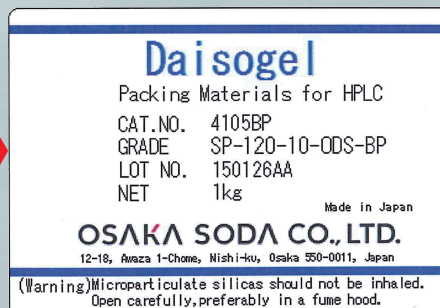 Daisogel
Packing Materials for HPLC
CAT.NO. 4105BP
GRADE SP-120-10-ODS-BP
LOT NO. 150126AA
NET 1kg
Made in Japan
OSAKA SODA CO., LTD.
12-18, Awaza 1-Chome, Nishi-ku, Osaka 550-0011, Japan
(Warning)Microparticulate silicas should not be inhaled.
Open carefully,preferably in a fume hood.